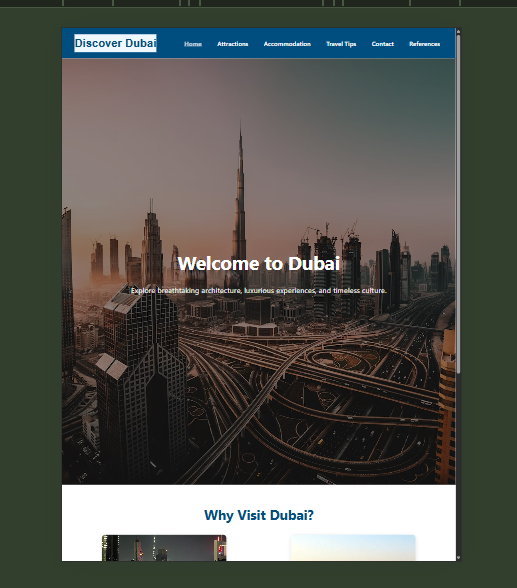 Discover Dubai
Home Attractions Accommodation Travel Tips Contact References
Welcome to Dubai
Explore breathtaking architecture, luxurious experiences, and timeless culture.
Why Visit Dubai?